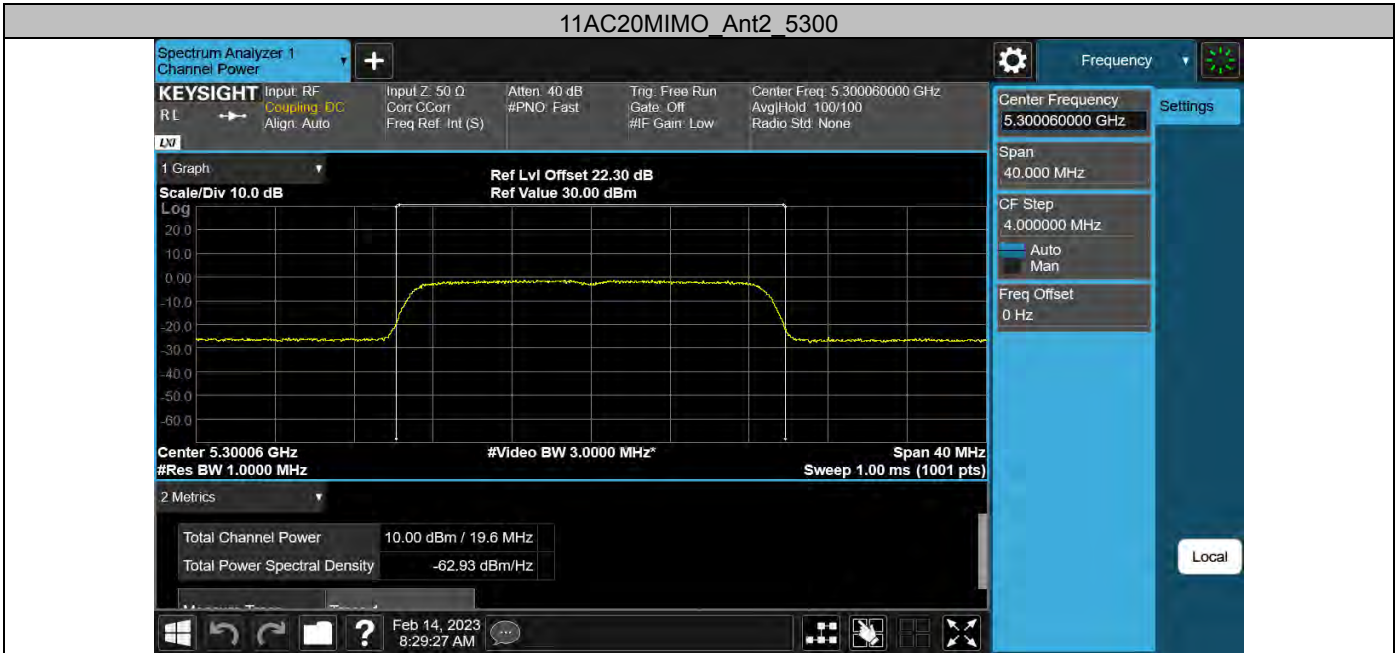 11AC20MIMO_Ant2_5300
Spectrum Analyzer 1
Channel Power
Frequency
KEYSIGHT
Input: RF
Coupling: DC
Align: Auto
Input Z: 50 Ω
Corr CCorr
Freq Ref: Int (S)
Atten: 40 dB
#PNO: Fast
Trig: Free Run
Gate: Off
#IF Gain: Low
Center Freq: 5.300060000 GHz
Avg|Hold: 100/100
Radio Std: None
RL
LXI
Center Frequency
5.300060000 GHz
Settings
Span
40.000 MHz
CF Step
4.000000 MHz
Auto
Man
Freq Offset
0 Hz
1 Graph
Scale/Div 10.0 dB
Ref Lvl Offset 22.30 dB
Ref Value 30.00 dBm
Log
20.0
10.0
0.00
-10.0
-20.0
-30.0
-40.0
-50.0
-60.0
Center 5.30006 GHz
#Video BW 3.0000 MHz*
Span 40 MHz
#Res BW 1.0000 MHz
Sweep 1.00 ms (1001 pts)
2 Metrics
Total Channel Power 10.00 dBm / 19.6 MHz
Total Power Spectral Density -62.93 dBm/Hz
Local
?
Feb 14, 2023
8:29:27 AM